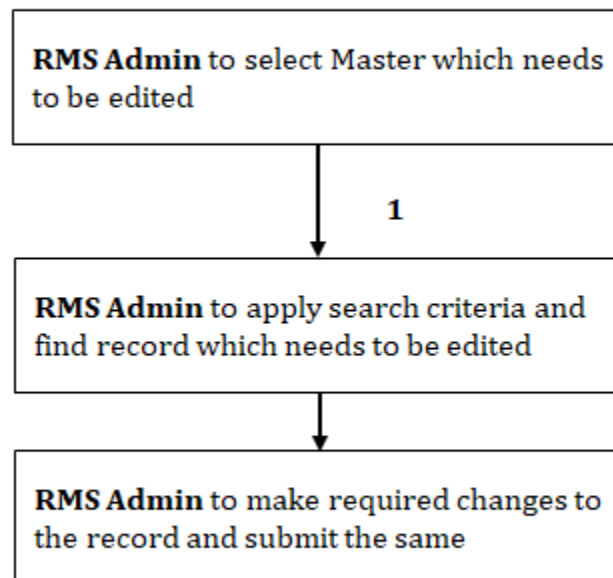 RMS Admin to select Master which needs
to be edited
1
RMS Admin to apply search criteria and
find record which needs to be edited
RMS Admin to make required changes to
the record and submit the same